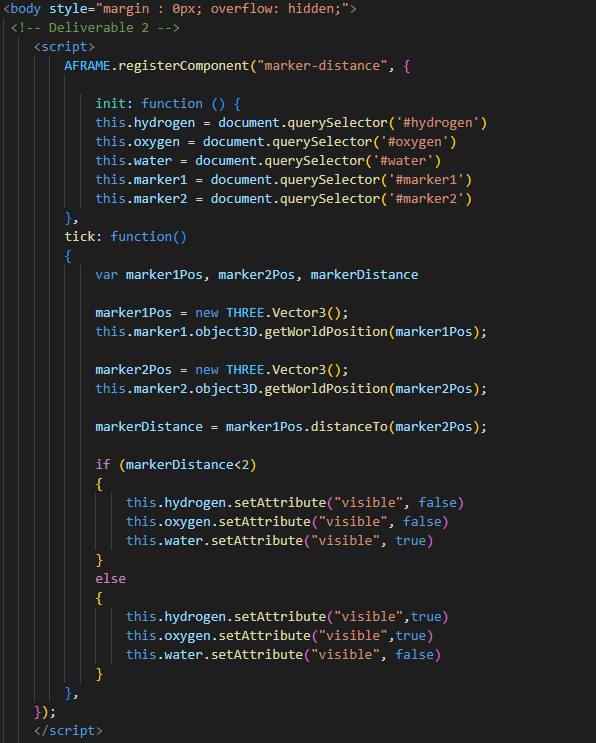 <body style="margin : 0px; overflow: hidden;">
<!-- Deliverable 2 -->
<script>
AFRAME.registerComponent("marker-distance", {
init: function () {
this.hydrogen = document.querySelector('#hydrogen')
this.oxygen = document.querySelector('#oxygen')
this.water = document.querySelector('#water')
this.marker1 = document.querySelector('#marker1')
this.marker2 = document.querySelector('#marker2')
},
tick: function()
{
var marker1Pos, marker2Pos, markerDistance
marker1Pos = new THREE.Vector3();
this.marker1.object3D.getWorldPosition(marker1Pos);
marker2Pos = new THREE.Vector3();
this.marker2.object3D.getWorldPosition(marker2Pos);
markerDistance = marker1Pos.distanceTo(marker2Pos);
if (markerDistance<2)
{
this.hydrogen.setAttribute("visible", false)
this.oxygen.setAttribute("visible", false)
this.water.setAttribute("visible", true)
}
else
{
this.hydrogen.setAttribute("visible",true)
this.oxygen.setAttribute("visible",true)
this.water.setAttribute("visible", false)
}
},
});
</script>